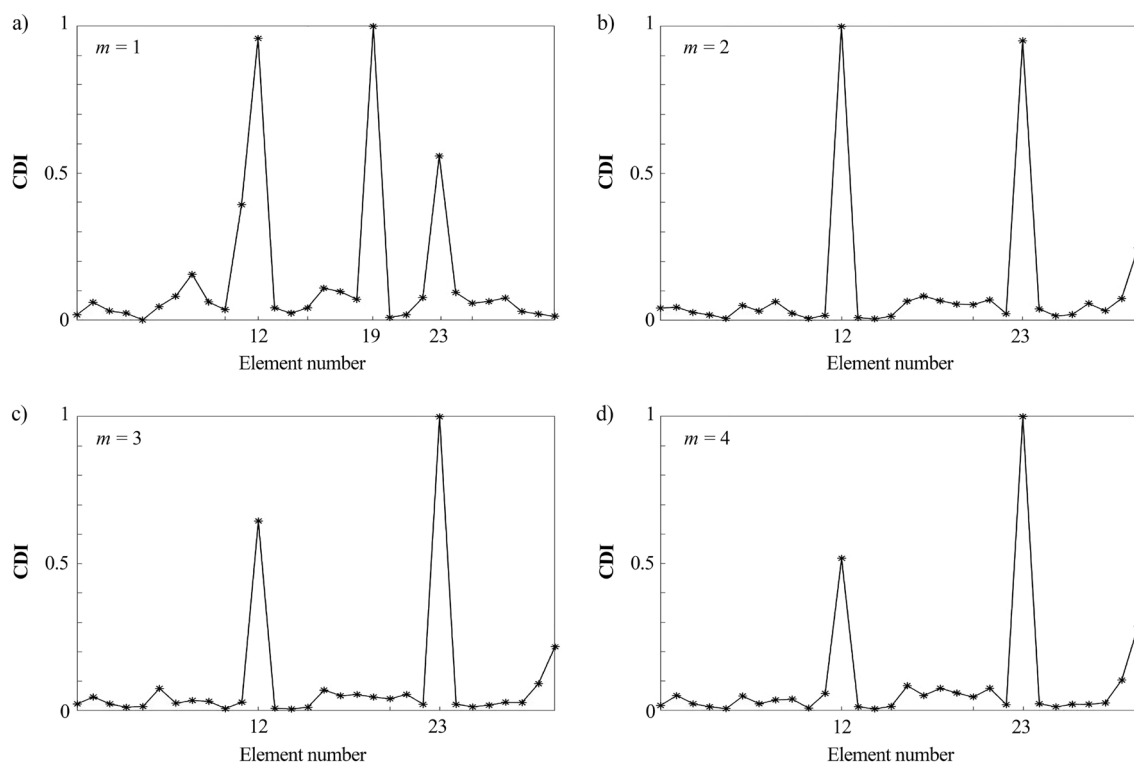 a)
m = 1
1
0.5
0
CDI
12 19 23
Element number
b)
m = 2
1
0.5
0
CDI
12 23
Element number
c)
m = 3
1
0.5
0
CDI
12 23
Element number
d)
m = 4
1
0.5
0
CDI
12 23
Element number